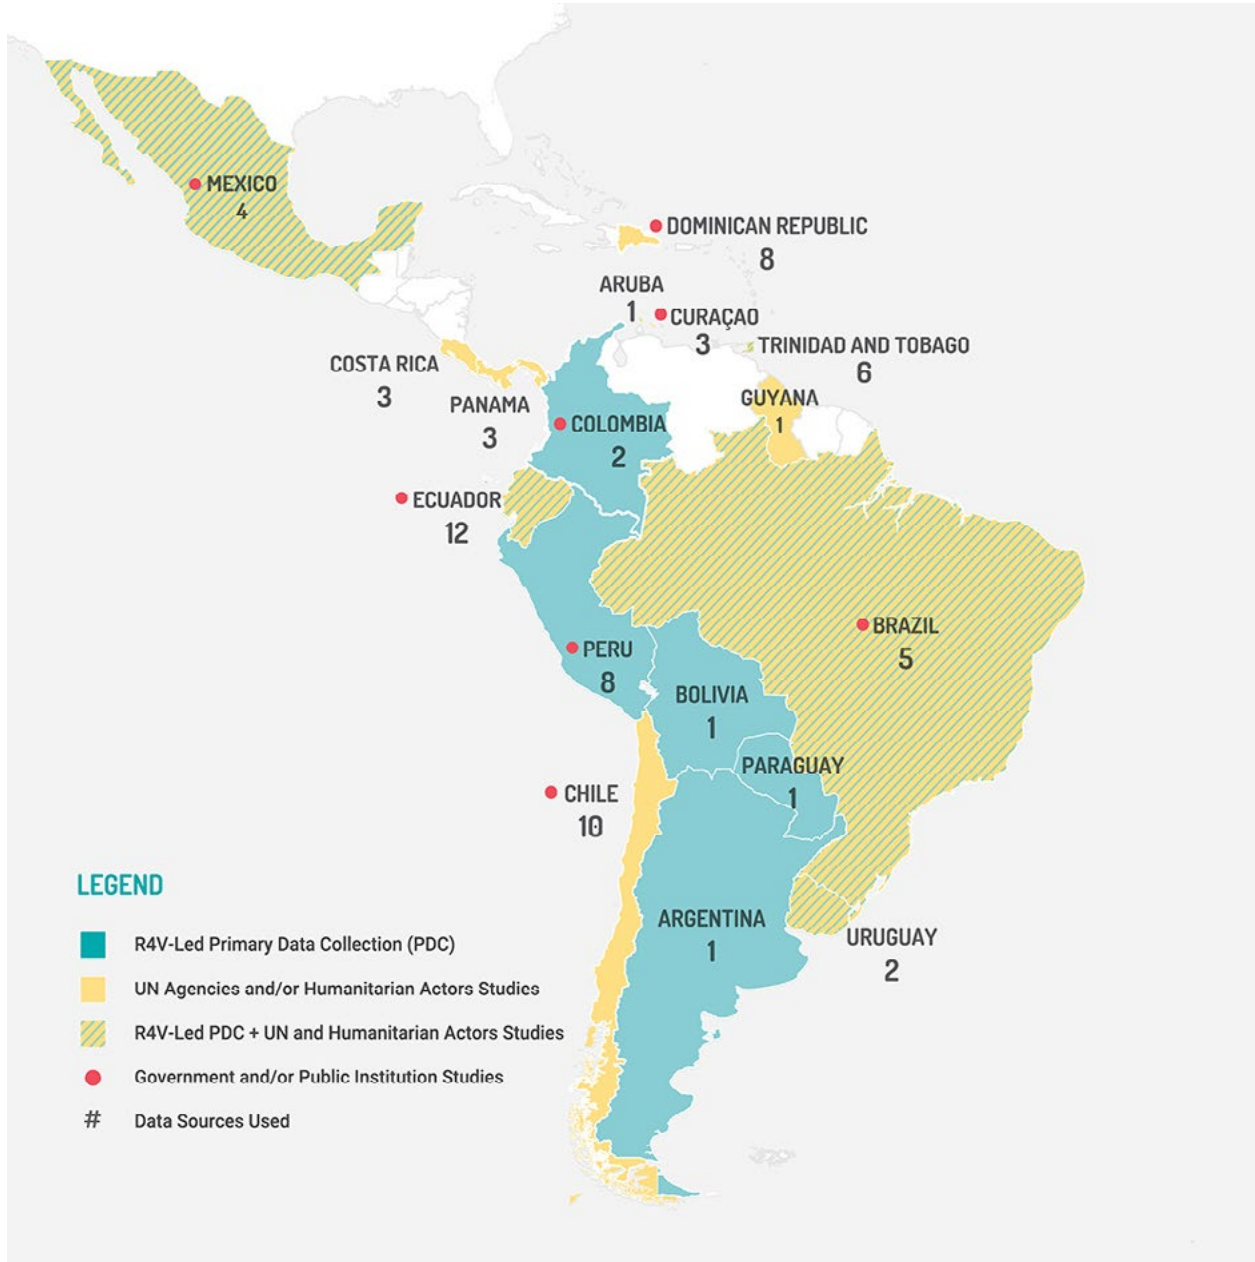 MEXICO
4
DOMINICAN REPUBLIC
8
ARUBA
1
CURAÇAO
3
TRINIDAD AND TOBAGO
6
COSTA RICA
3
PANAMA
3
GUYANA
1
COLOMBIA
2
ECUADOR
12
BRAZIL
5
PERU
8
BOLIVIA
1
PARAGUAY
1
CHILE
10
ARGENTINA
1
URUGUAY
2
LEGEND
R4V-Led Primary Data Collection (PDC)
UN Agencies and/or Humanitarian Actors Studies
R4V-Led PDC + UN and Humanitarian Actors Studies
Government and/or Public Institution Studies
# Data Sources Used